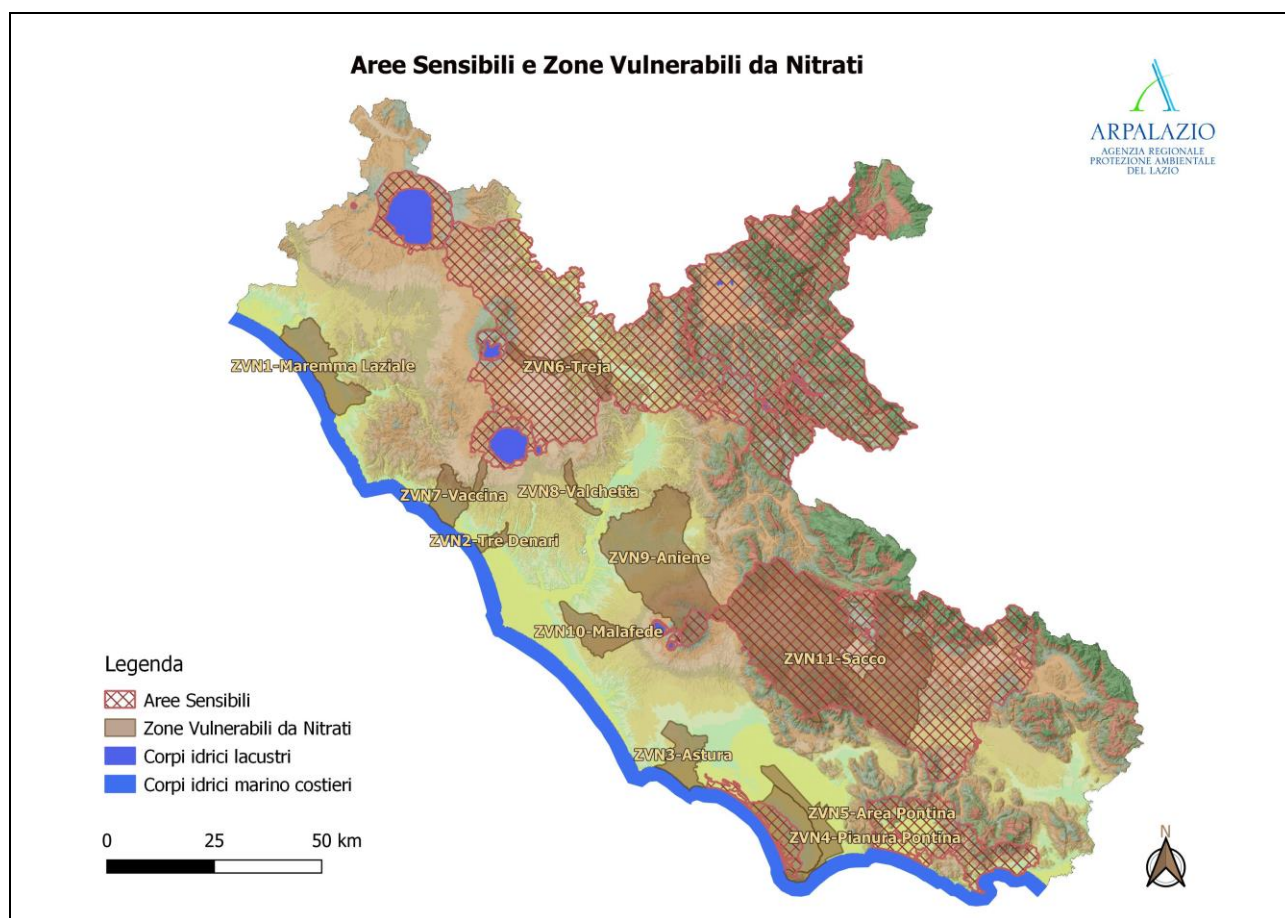 Aree Sensibili e Zone Vulnerabili da Nitrati
ARPALAZIO
AGENZIA REGIONALE
PROTEZIONE AMBIENTALE
DEL LAZIO
ZVN1-Maremma Laziale
ZVN6-Treja
ZVN7-Vaccina
ZVN8-Valchetta
ZVN2-Tre Denari
ZVN9-Aniene
ZVN10-Malafede
ZVN11-Sacco
ZVN3-Astura
ZVN5-Area Pontina
ZVN4-Pianura Pontina
Legenda
Aree Sensibili
Zone Vulnerabili da Nitrati
Corpi idrici lacustri
Corpi idrici marino costieri
0 25 50 km
N